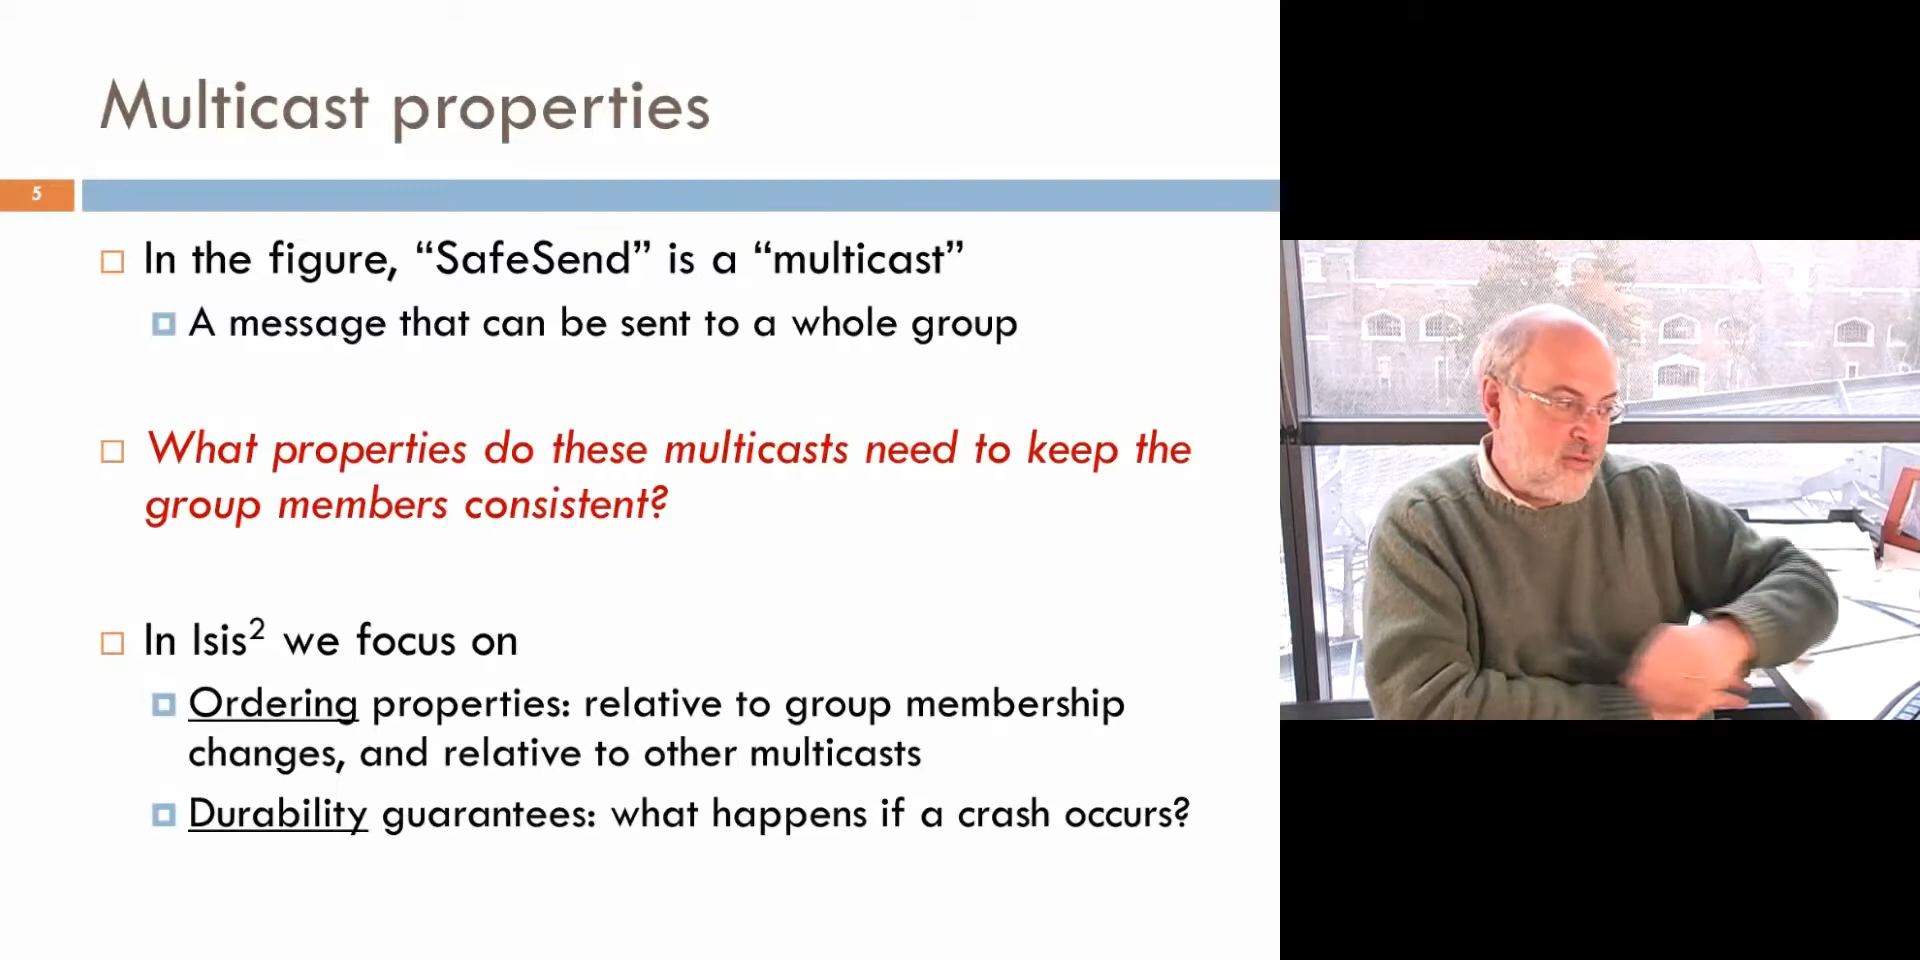 Multicast properties
5
In the figure, “SafeSend” is a “multicast”
A message that can be sent to a whole group
What properties do these multicasts need to keep the
group members consistent?
In Isis² we focus on
Ordering properties: relative to group membership
changes, and relative to other multicasts
Durability guarantees: what happens if a crash occurs?